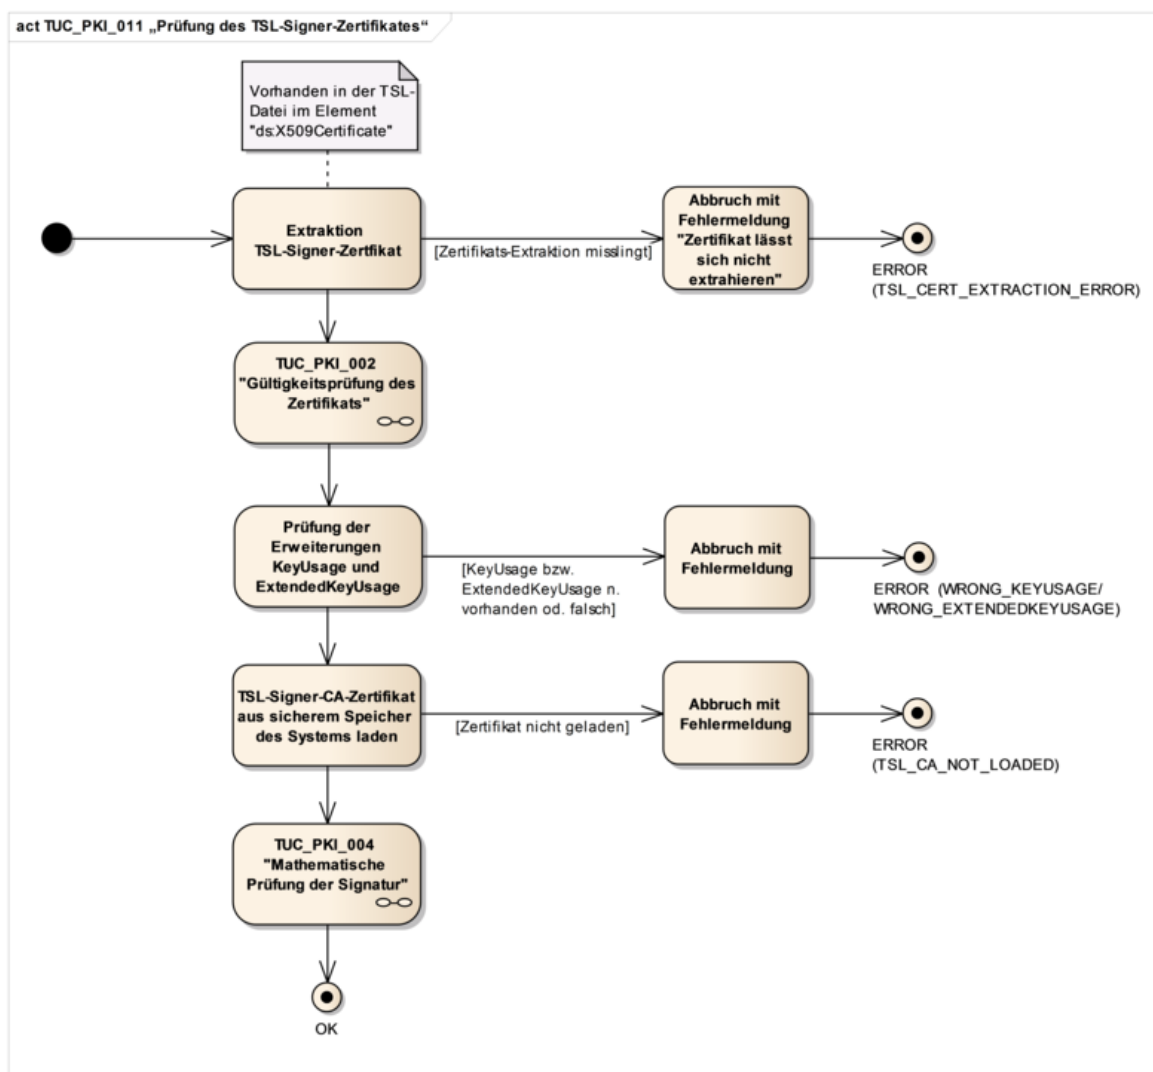 act TUC_PKI_011 „Prüfung des TSL-Signer-Zertifikates“
Vorhanden in der TSL-
Datei im Element
"ds:X509Certificate"
Extraktion
TSL-Signer-Zertfikat
[Zertifikats-Extraktion misslingt]
Abbruch mit
Fehlermeldung
"Zertifikat lässt
sich nicht
extrahieren"
ERROR
(TSL_CERT_EXTRACTION_ERROR)
TUC_PKI_002
"Gültigkeitsprüfung des
Zertifikats"
Prüfung der
Erweiterungen
KeyUsage und
ExtendedKeyUsage
[KeyUsage bzw.
ExtendedKeyUsage n.
vorhanden od. falsch]
Abbruch mit
Fehlermeldung
ERROR (WRONG_KEYUSAGE/
WRONG_EXTENDEDKEYUSAGE)
TSL-Signer-CA-Zertifikat
aus sicherem Speicher
des Systems laden
[Zertifikat nicht geladen]
Abbruch mit
Fehlermeldung
ERROR
(TSL_CA_NOT_LOADED)
TUC_PKI_004
"Mathematische
Prüfung der Signatur"
OK